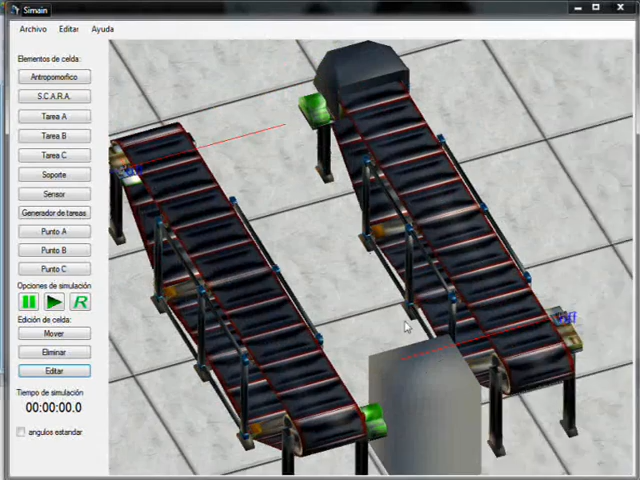 Simain
Archivo Editar Ayuda
Elementos de celda:
Antropomorfico
S.C.A.R.A.
Tarea A
Tarea B
Tarea C
Soporte
Sensor
Generador de tareas
Punto A
Punto B
Punto C
Opciones de simulación
R
Edición de celda:
Mover
Eliminar
Editar
Tiempo de simulación
00:00:00.0
angulos estandar